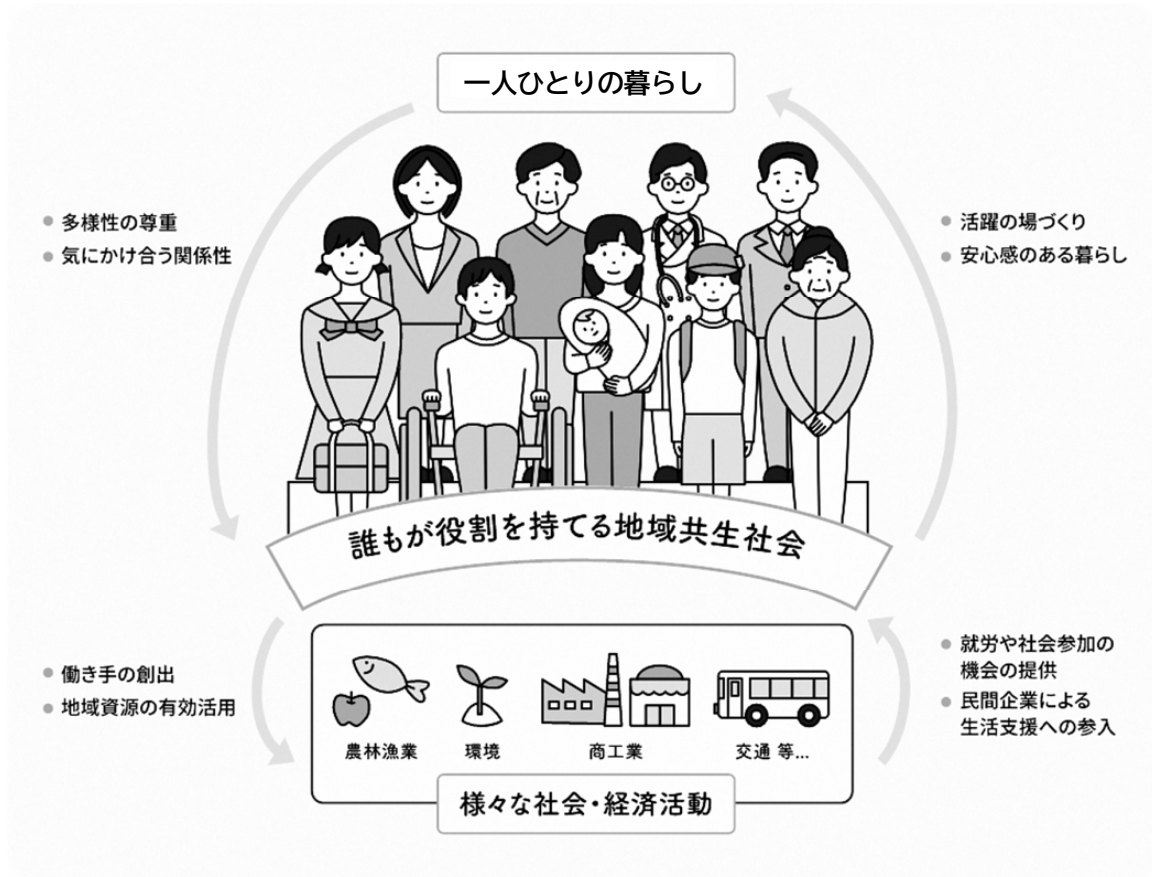 一人ひとりの暮らし
多様性の尊重
気にかけ合う関係性
活躍の場づくり
安心感のある暮らし
誰もが役割を持てる地域共生社会
働き手の創出
地域資源の有効活用
就労や社会参加の
機会の提供
民間企業による
生活支援への参入
農林漁業
環境
商工業
交通 等...
様々な社会・経済活動